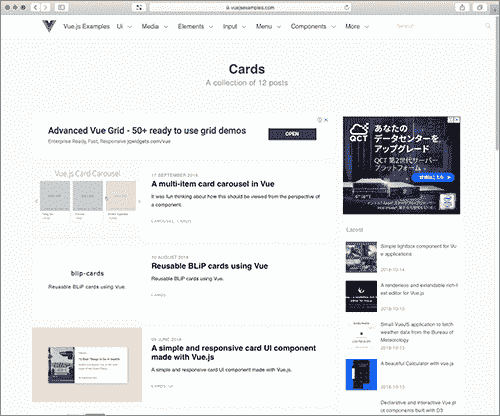 vuejsexamples.com
Vue.js Examples Ui Media Elements Input Menu Components More
Cards
A collection of 12 posts
Advanced Vue Grid - 50+ ready to use grid demos
Enterprise Ready, Fast, Responsive jqwidgets.com/vue
OPEN
QCT
あなたの
データセンターを
アップグレード
QCT 第2世代サーバー
プラットフォーム
Vue.js Card Carousel
17 SEPTEMBER 2018
A multi-item card carousel in Vue
It was fun thinking about how this should be viewed from the perspective of
a component.
CAROUSEL, CARDS
Latest
Simple lightbox component for Vu
e applications
2018-10-14
A renderless and extendable rich-t
ext editor for Vue.js
2018-10-13
Small VueJS application to fetch
weather data from the Bureau of
Meteorology
2018-10-13
A beautiful Calculator with vue.js
2018-10-13
Declarative and interactive Vue.js
UI components built with D3
blip-cards
Reusable BLiP cards using Vue.
10 AUGUST 2018
Reusable BLiP cards using Vue
Reusable BLiP cards using Vue.
CARDS
09 JUNE 2018
A simple and responsive card UI component
made with Vue.js
A simple and responsive card UI component made with Vue.js.